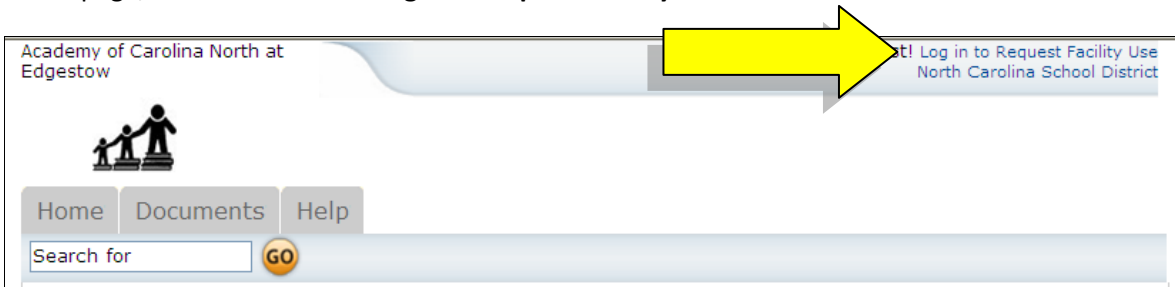 Academy of Carolina North at
Edgestow
st! Log in to Request Facility Use
North Carolina School District
Home Documents Help
Search for GO